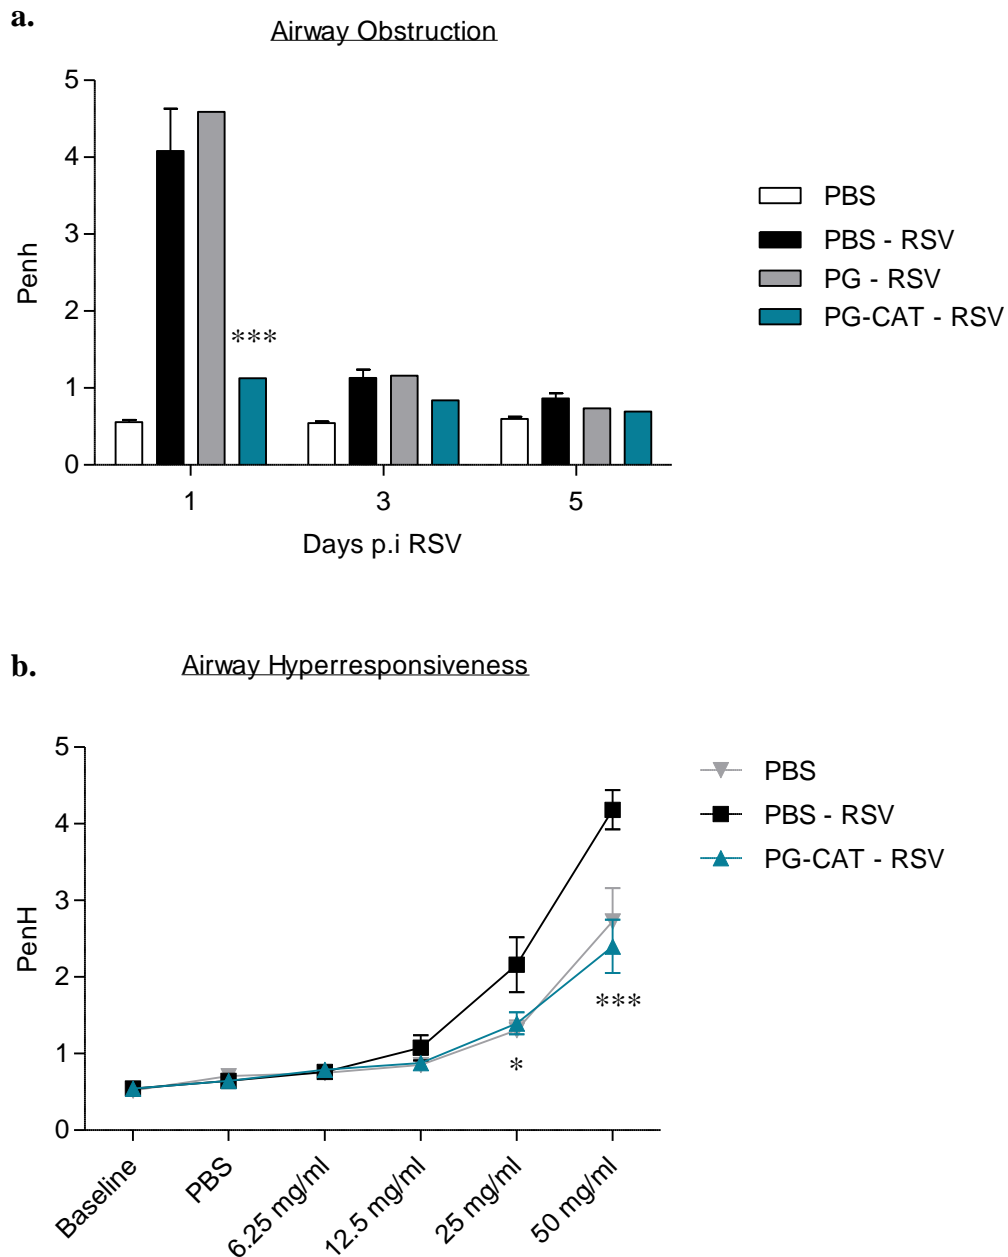 a.
Airway Obstruction
5
4
3
2
1
0
Penh
***
1
3
5
Days p.i RSV
PBS
PBS - RSV
PG - RSV
PG-CAT - RSV
b.
Airway Hyperresponsiveness
5
4
3
2
1
0
PenH
*
***
Baseline
PBS
6.25 mg/ml
12.5 mg/ml
25 mg/ml
50 mg/ml
PBS
PBS - RSV
PG-CAT - RSV